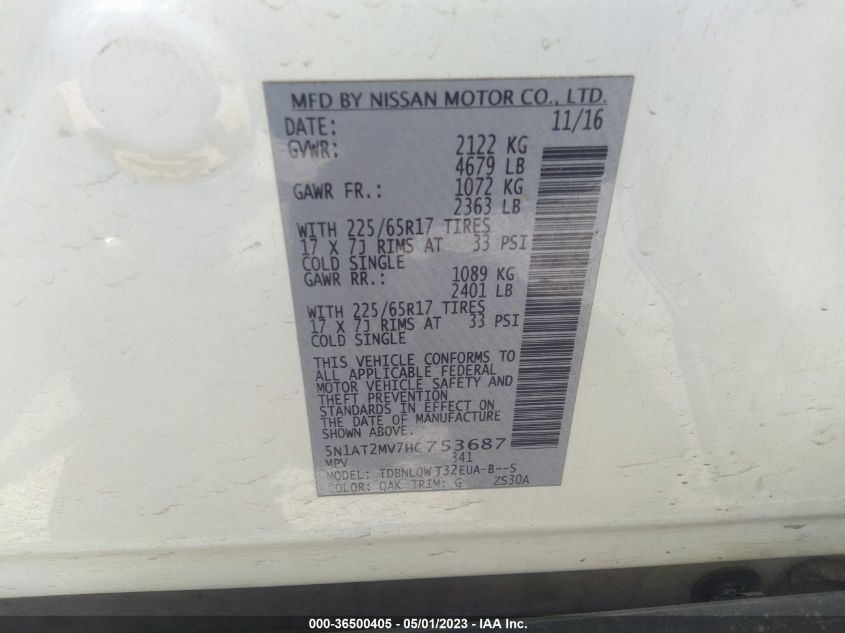 MFD BY NISSAN MOTOR CO., LTD.
DATE: 11/16
GVWR: 2122 KG
4679 LB
GAWR FR.: 1072 KG
2363 LB
WITH 225/65R17 TIRES
17 X 7J RIMS AT 33 PSI
COLD SINGLE
GAWR RR.: 1089 KG
2401 LB
WITH 225/65R17 TIRES
17 X 7J RIMS AT 33 PSI
COLD SINGLE
THIS VEHICLE CONFORMS TO
ALL APPLICABLE FEDERAL
MOTOR VEHICLE SAFETY AND
THEFT PREVENTION
STANDARDS IN EFFECT ON
THE DATE OF MANUFACTURE
SHOWN ABOVE.
5N1AT2MV7HC753687
MPV 341
MODEL: TDBNLQWT32EUA-B--S
COLOR: QAK TRIM: G ZS30A
000-36500405 - 05/01/2023 - IAA Inc.